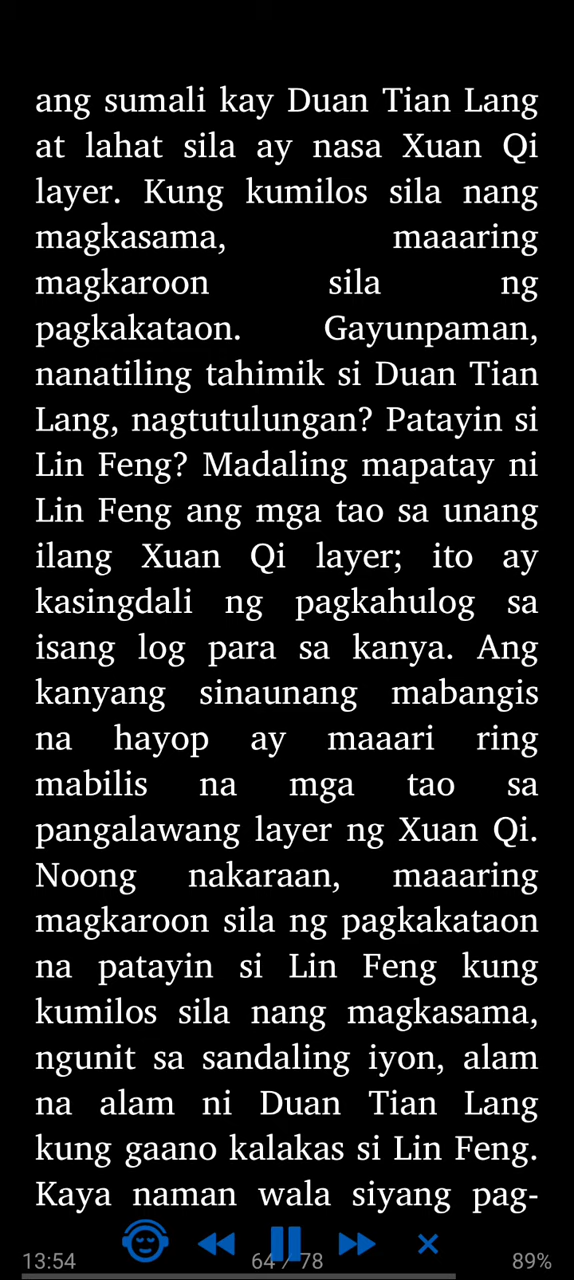 ang sumali kay Duan Tian Lang
at lahat sila ay nasa Xuan Qi
layer. Kung kumilos sila nang
magkasama, maaaring
magkaroon sila ng
pagkakataon. Gayunpaman,
nanatiling tahimik si Duan Tian
Lang, nagtutulungan? Patayin si
Lin Feng? Madaling mapatay ni
Lin Feng ang mga tao sa unang
ilang Xuan Qi layer; ito ay
kasingdali ng pagkahulog sa
isang log para sa kanya. Ang
kanyang sinaunang mabangis
na hayop ay maaari ring
mabilis na mga tao sa
pangalawang layer ng Xuan Qi.
Noong nakaraan, maaaring
magkaroon sila ng pagkakataon
na patayin si Lin Feng kung
kumilos sila nang magkasama,
ngunit sa sandaling iyon, alam
na alam ni Duan Tian Lang
kung gaano kalakas si Lin Feng.
Kaya naman wala siyang pag-
13:54 64 / 78 89%